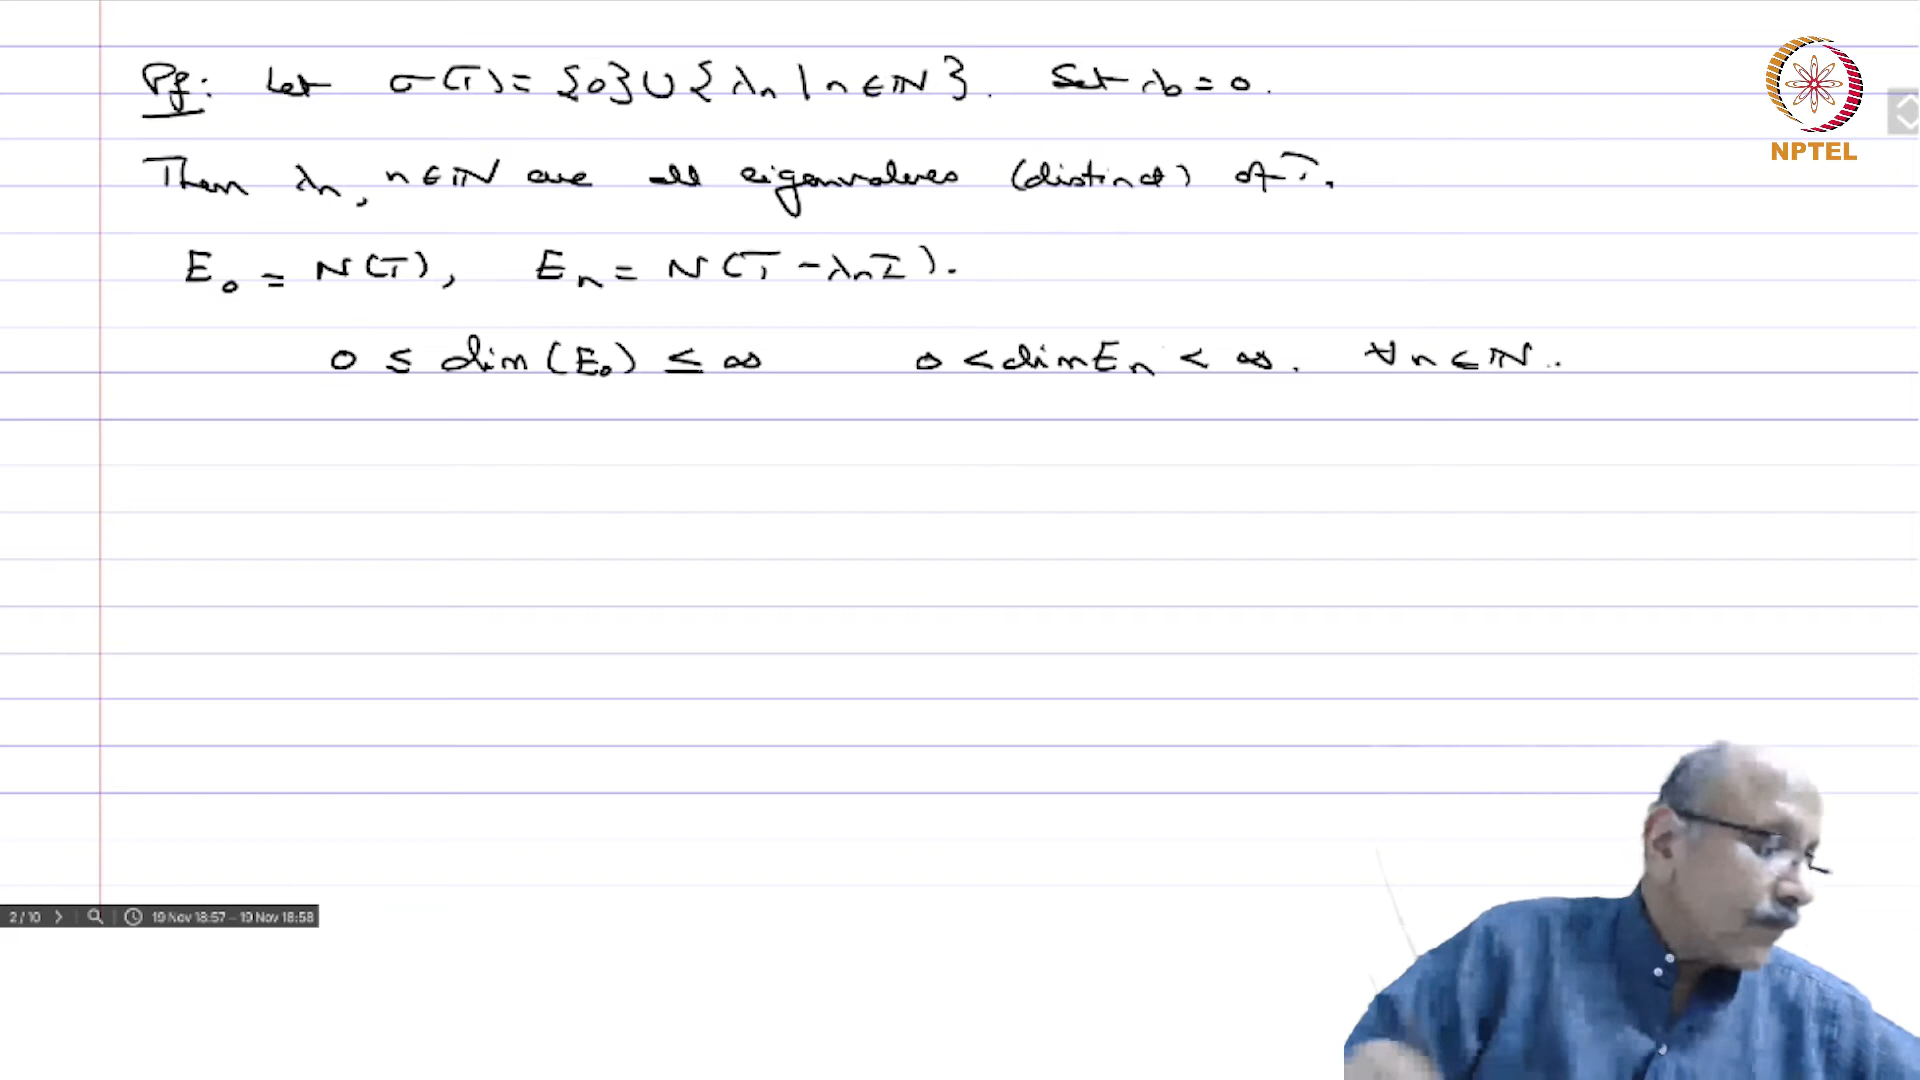 Pf: Let σ(T) = {0} ∪ {λn | n ∈ ℕ}. Set λ0 = 0.
Then λn, n ∈ ℕ are all eigenvalues (distinct) of T.
E0 = N(T), En = N(T - λnI).
0 ≤ dim(E0) ≤ ∞ 0 < dim En < ∞. ∀ n ∈ ℕ.
NPTEL
2 / 10 19 Nov 18:57 – 19 Nov 18:58